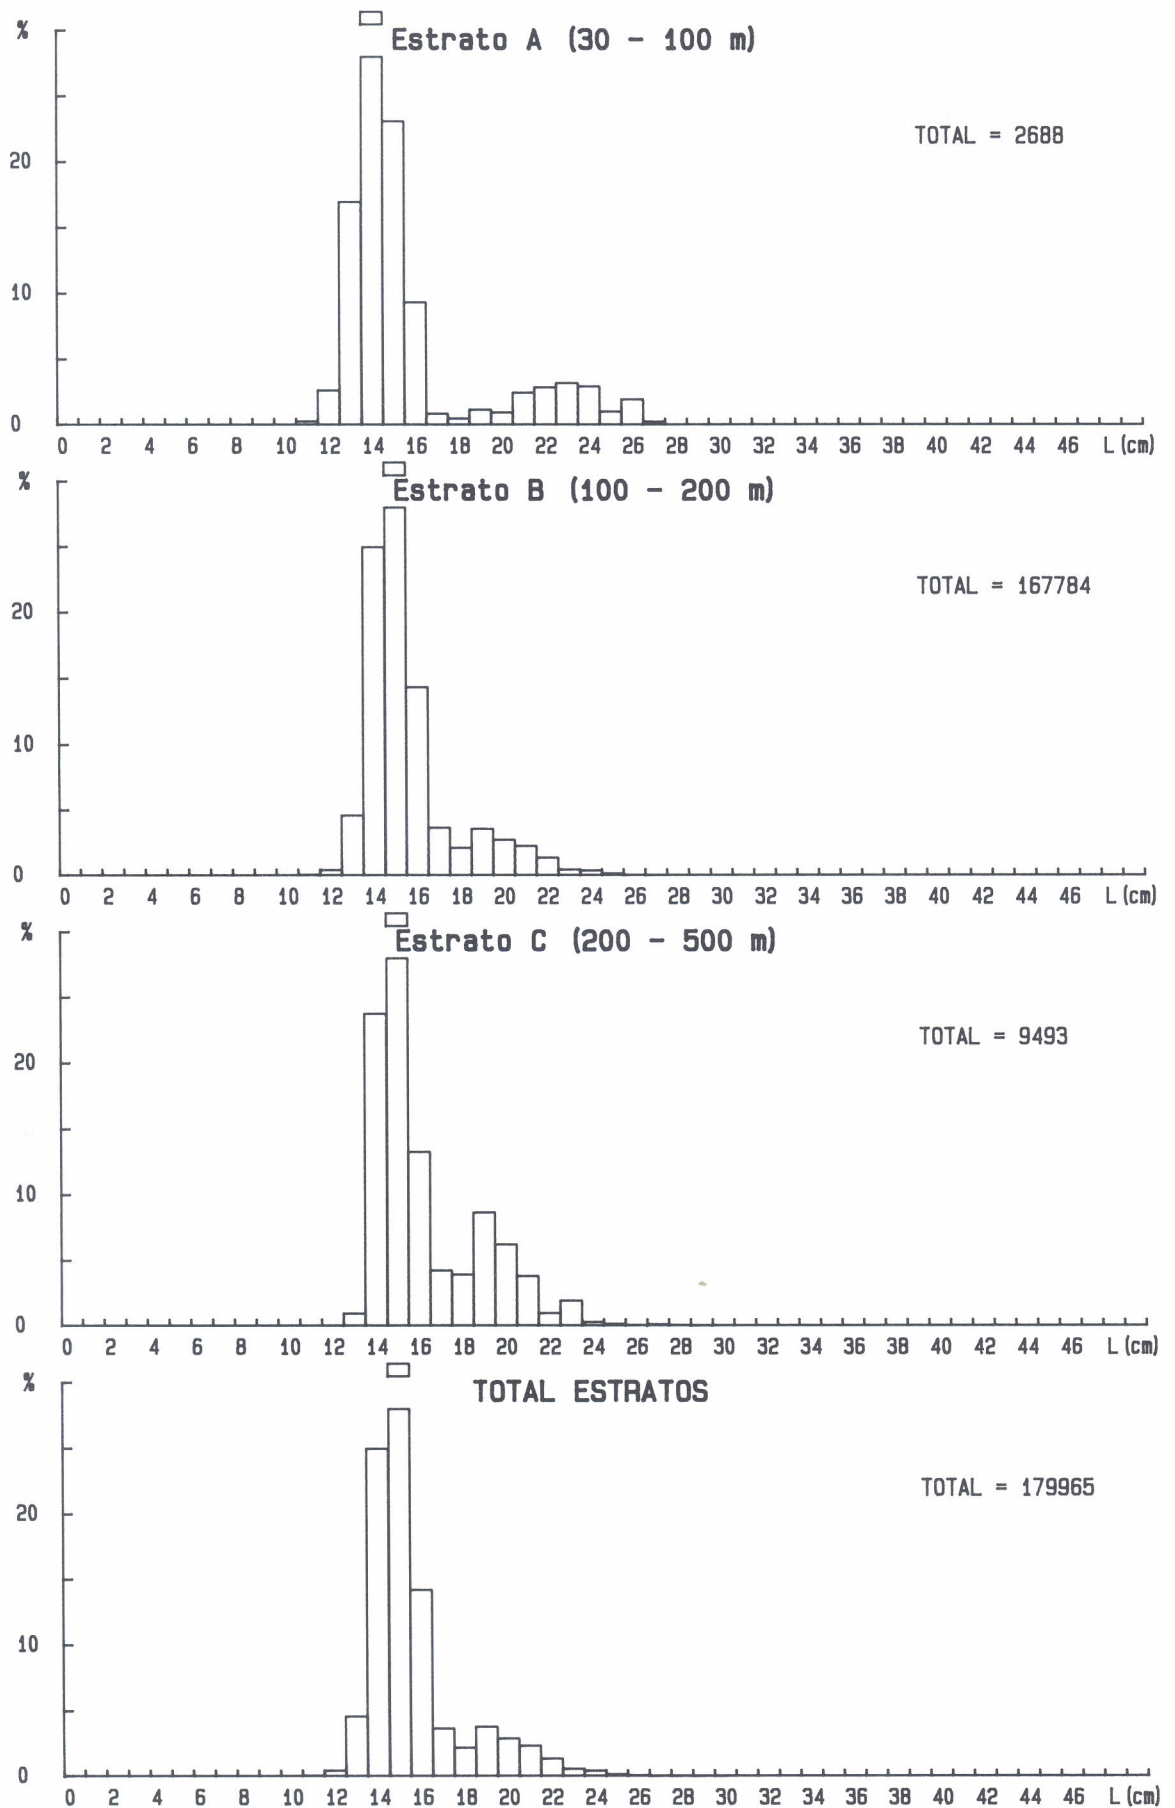 %
Estrato A (30 - 100 m)
TOTAL = 2688
20
10
0
0 2 4 6 8 10 12 14 16 18 20 22 24 26 28 30 32 34 36 38 40 42 44 46 L (cm)
%
Estrato B (100 - 200 m)
TOTAL = 167784
20
10
0
0 2 4 6 8 10 12 14 16 18 20 22 24 26 28 30 32 34 36 38 40 42 44 46 L (cm)
%
Estrato C (200 - 500 m)
TOTAL = 9493
20
10
0
0 2 4 6 8 10 12 14 16 18 20 22 24 26 28 30 32 34 36 38 40 42 44 46 L (cm)
%
TOTAL ESTRATOS
TOTAL = 179965
20
10
0
0 2 4 6 8 10 12 14 16 18 20 22 24 26 28 30 32 34 36 38 40 42 44 46 L (cm)